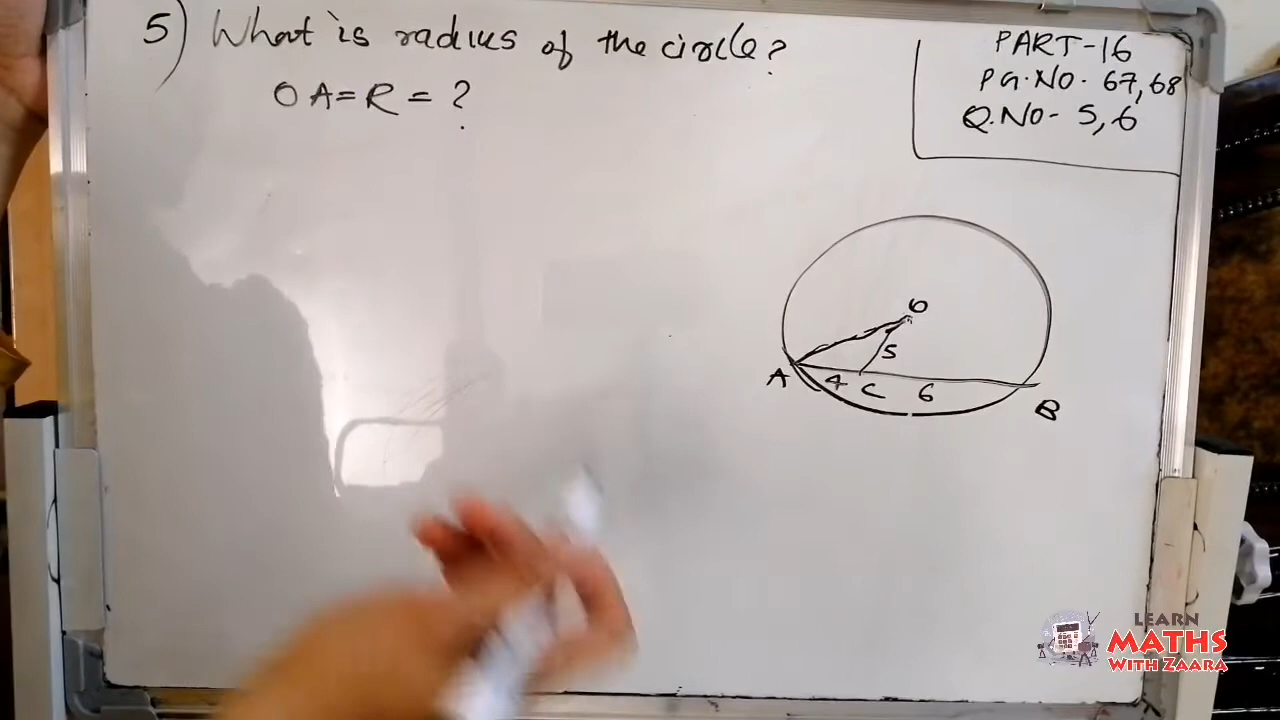 5) What is radius of the circle?
OA = R = ?
PART-16
PG.NO. 67,68
Q.NO- 5,6
O
5
A 4 C 6
B
LEARN
MATHS
WITH ZAARA